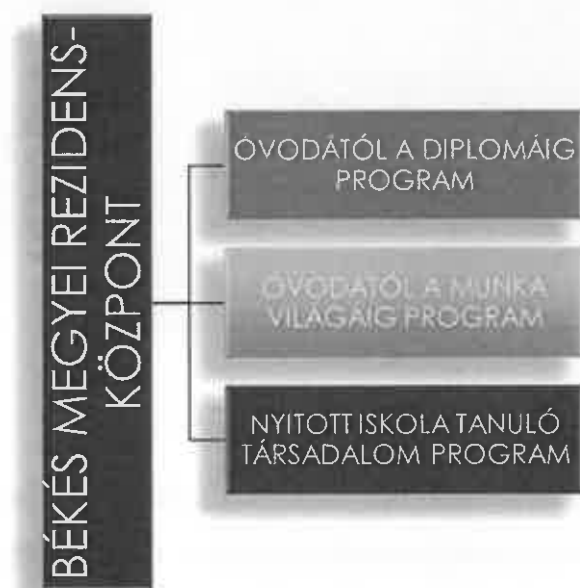 BÉKÉS MEGYEI REZIDENS-
KÖZPONT
ÓVODÁTÓL A DIPLOMÁIG
PROGRAM
ÓVODÁTÓL A MUNKA
VILÁGÁIG PROGRAM
NYITOTT ISKOLA TANULÓ
TÁRSADALOM PROGRAM